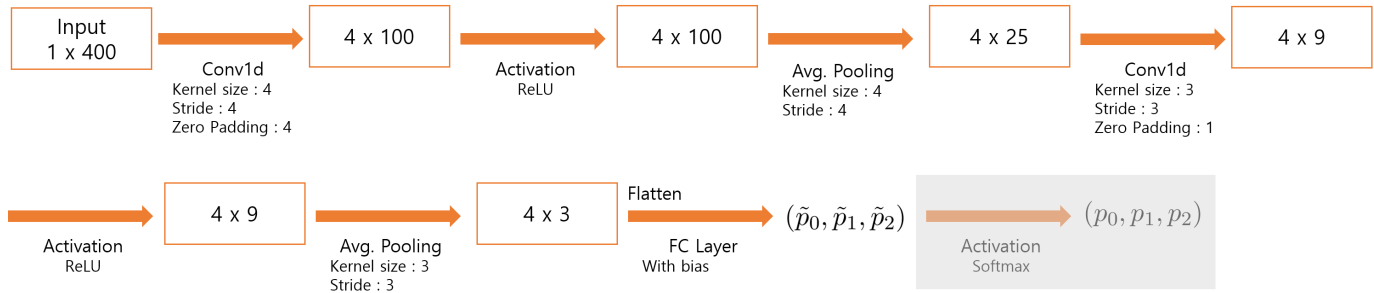 Input
1 x 400
Conv1d
Kernel size : 4
Stride : 4
Zero Padding : 4
4 x 100
Activation
ReLU
4 x 100
Avg. Pooling
Kernel size : 4
Stride : 4
4 x 25
Conv1d
Kernel size : 3
Stride : 3
Zero Padding : 1
4 x 9
Activation
ReLU
4 x 9
Avg. Pooling
Kernel size : 3
Stride : 3
4 x 3
Flatten
FC Layer
With bias
(p̃₀, p̃₁, p̃₂)
Activation
Softmax
(p₀, p₁, p₂)